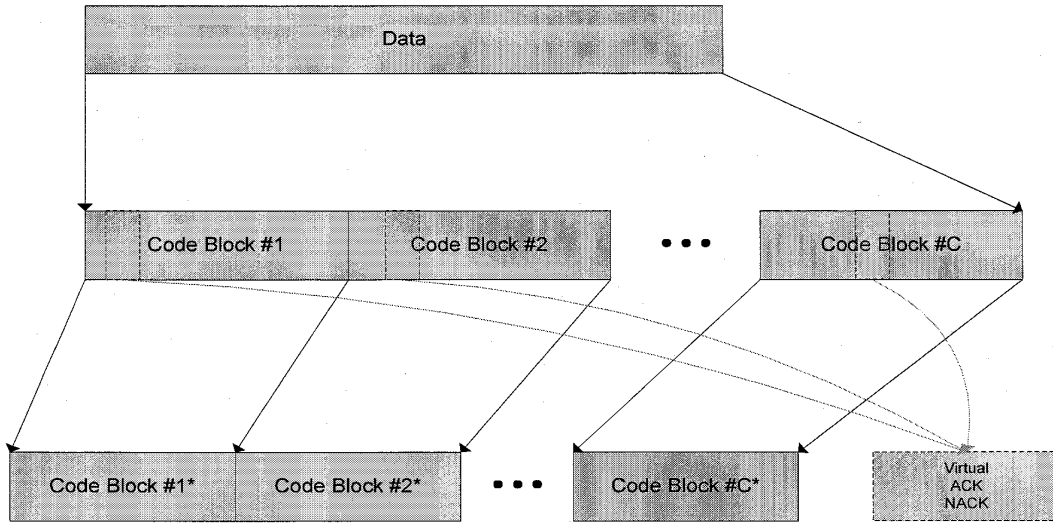 Data
Code Block #1
Code Block #2
•••
Code Block #C
Code Block #1*
Code Block #2*
•••
Code Block #C*
Virtual
ACK
NACK